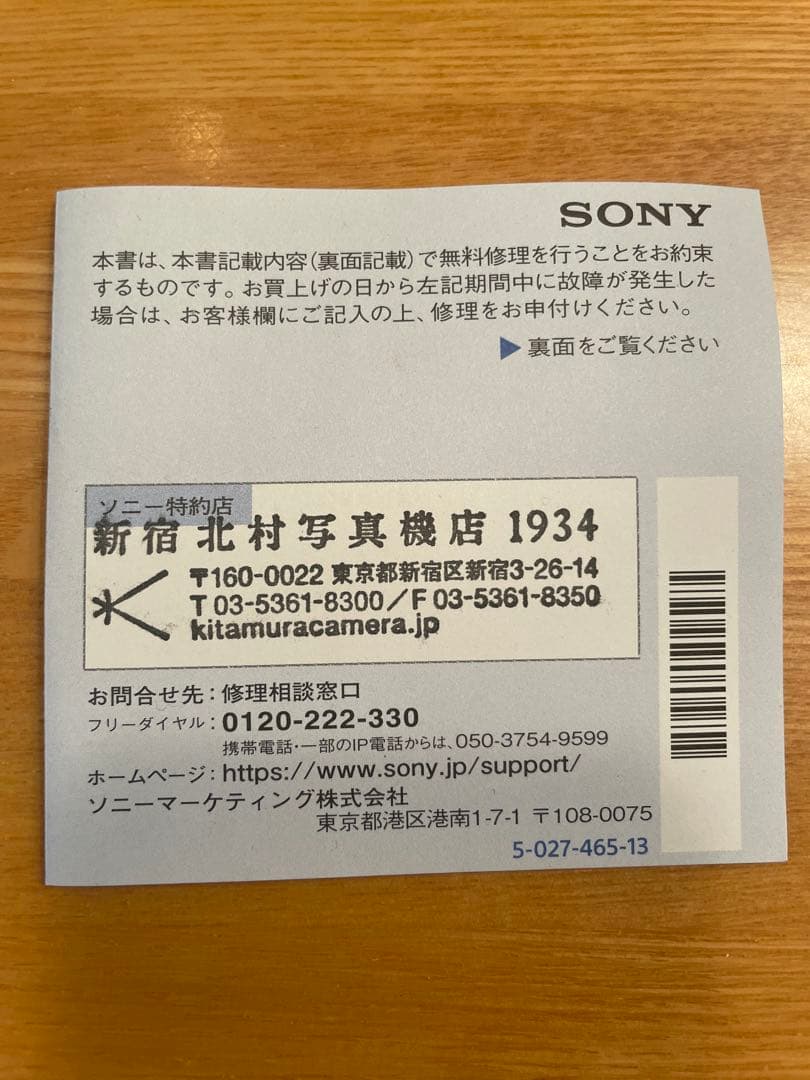 SONY
本書は、本書記載内容(裏面記載)で無料修理を行うことをお約束
するものです。お買上げの日から左記期間中に故障が発生した
場合は、お客様欄にご記入の上、修理をお申付けください。
▶裏面をご覧ください
ソニー特約店
新宿 北村写真機店 1934
〒160-0022 東京都新宿区新宿3-26-14
T 03-5361-8300/F 03-5361-8350
kitamuracamera.jp
お問合せ先:修理相談窓口
フリーダイヤル:0120-222-330
携帯電話・一部のIP電話からは、050-3754-9599
ホームページ:https://www.sony.jp/support/
ソニーマーケティング株式会社
東京都港区港南1-7-1 〒108-0075
5-027-465-13